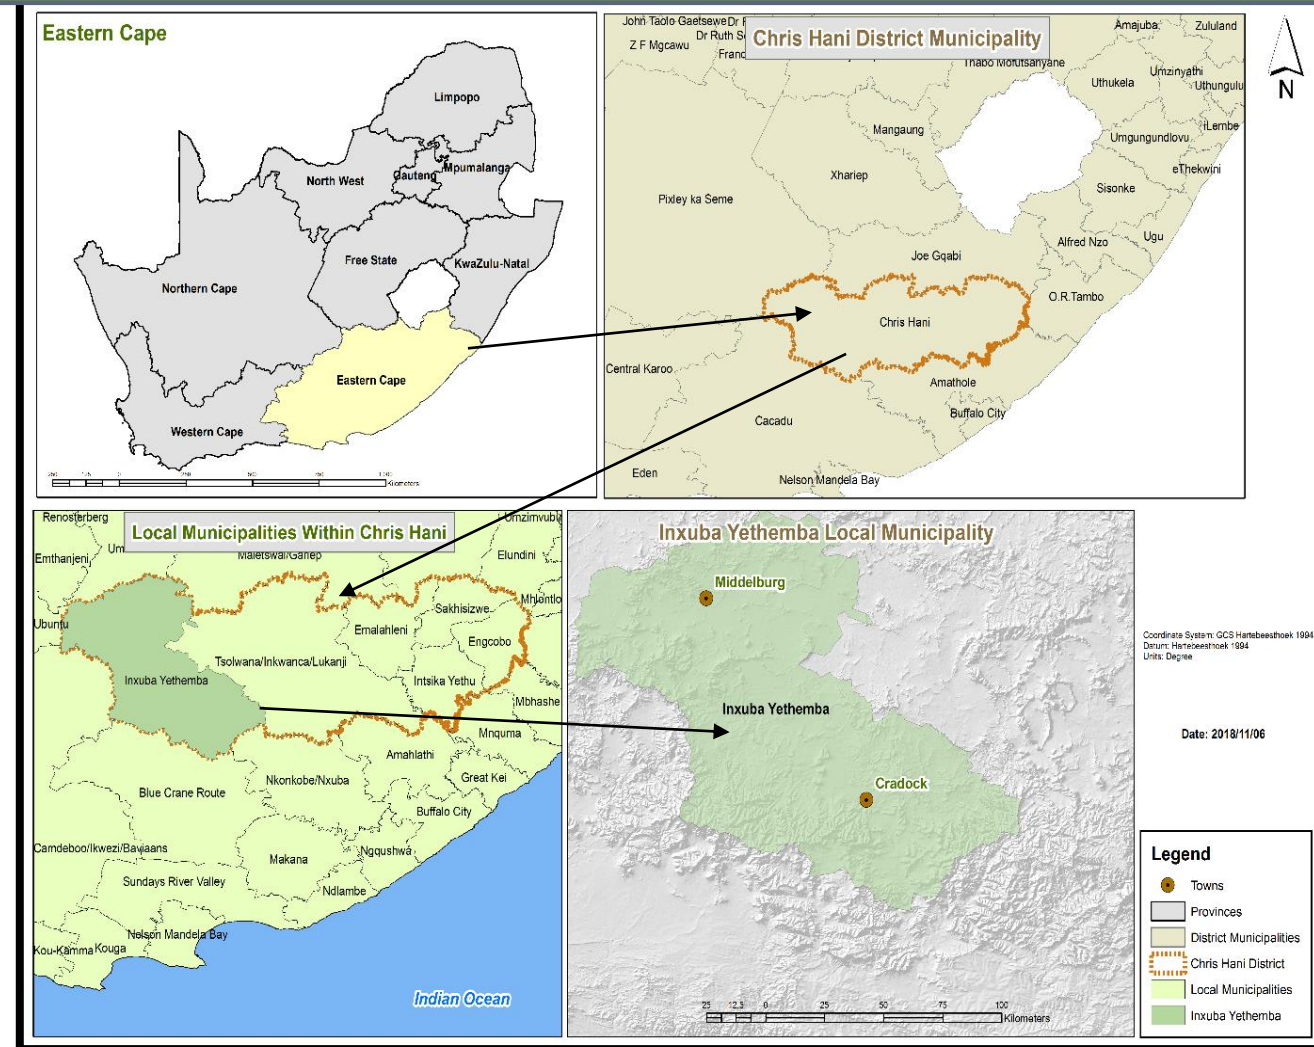 Eastern Cape
Limpopo
North West
Gauteng
Mpumalanga
Free State
KwaZulu-Natal
Northern Cape
Eastern Cape
Western Cape
Kilometers
Chris Hani District Municipality
John Taolo Gaetsewe
Z F Mgcawu
Amajuba
Zululand
Thabo Mofutsanyane
Uthukela
Umzinyathi
Uthungulu
Mangaung
Umgungundlovu
iLembe
Xhariep
eThekwini
Pixley ka Seme
Sisonke
Alfred Nzo
Ugu
Joe Gqabi
O.R.Tambo
Chris Hani
Central Karoo
Amathole
Buffalo City
Cacadu
Eden
Nelson Mandela Bay
N
Local Municipalities Within Chris Hani
Renosterberg
Umzimvubu
Emthanjeni
Um
Maletswai/Gariep
Elundini
Sakhisizwe
Mhlontlo
Ubuntu
Emalahleni
Engcobo
Tsolwana/Inkwanca/Lukanji
Inxuba Yethemba
Intsika Yethu
Mbhashe
Mnquma
Amahlathi
Nkonkobe/Nxuba
Great Kei
Blue Crane Route
Buffalo City
Camdeboo/Ikwezi/Baviaans
Makana
Ngqushwa
Sundays River Valley
Ndlambe
Nelson Mandela Bay
Kou-Kamma
Kouga
Indian Ocean
Inxuba Yethemba Local Municipality
Middelburg
Inxuba Yethemba
Cradock
25 12.5 0 25 50 75 100
Kilometers
Coordinate System: GCS Hartebeesthoek 1994
Datum: Hartebeesthoek 1994
Units: Degree
Date: 2018/11/06
Legend
Towns
Provinces
District Municipalities
Chris Hani District
Local Municipalities
Inxuba Yethemba